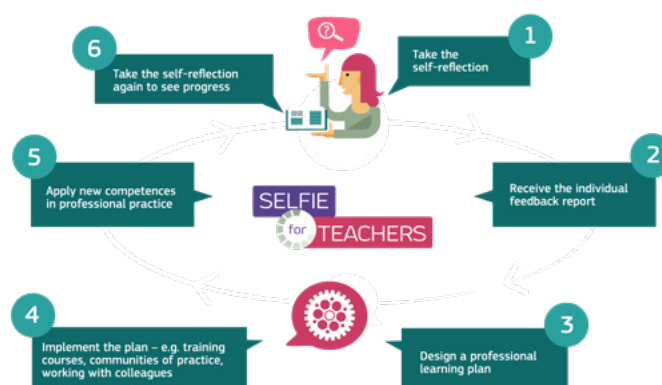 1
Take the
self-reflection
2
Receive the individual
feedback report
3
Design a professional
learning plan
4
Implement the plan – e.g. training
courses, communities of practice,
working with colleagues
5
Apply new competences
in professional practice
6
Take the self-reflection
again to see progress
?
SELFIE
for TEACHERS